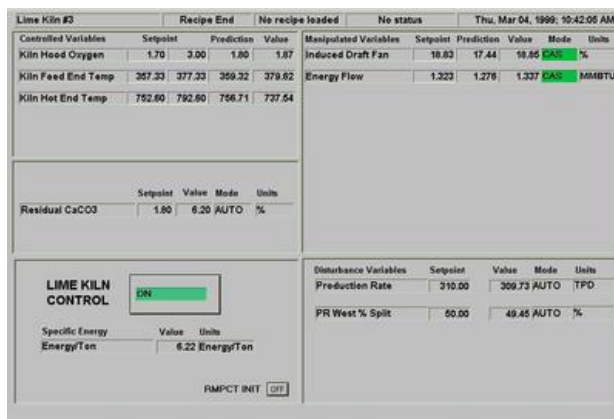 Lime Kiln #3 Recipe End No recipe loaded No status Thu, Mar 04, 1999; 10:42:05 AM
Controlled Variables Setpoint Prediction Value
Kiln Hood Oxygen 1.70 3.00 1.80 1.87
Kiln Feed End Temp 357.33 377.33 359.32 379.62
Kiln Hot End Temp 752.60 792.60 756.71 737.54
Manipulated Variables Setpoint Prediction Value Mode Units
Induced Draft Fan 18.83 17.44 18.85 CAS %
Energy Flow 1.323 1.276 1.337 CAS MMBTU
Setpoint Value Mode Units
Residual CaCO3 1.80 6.20 AUTO %
LIME KILN
CONTROL
ON
Specific Energy Value Units
Energy/Ton 6.22 Energy/Ton
RMPCT INIT OFF
Disturbance Variables Setpoint Value Mode Units
Production Rate 310.00 309.73 AUTO TPD
PR West % Split 50.00 49.45 AUTO %